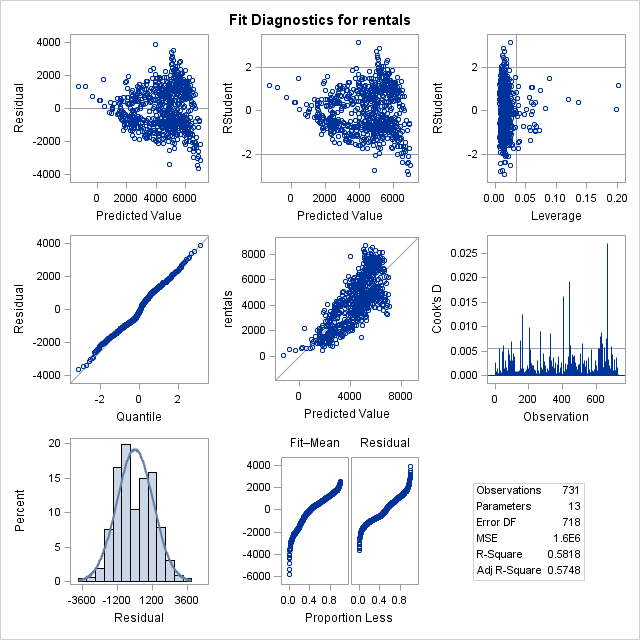 Fit Diagnostics for rentals
4000
2000
0
-2000
-4000
Residual
0 2000 4000 6000
Predicted Value
2
0
-2
RStudent
0 2000 4000 6000
Predicted Value
2
0
-2
RStudent
0.00 0.05 0.10 0.15 0.20
Leverage
4000
2000
0
-2000
-4000
Residual
-2 0 2
Quantile
8000
6000
4000
2000
0
rentals
0 4000 8000
Predicted Value
0.025
0.020
0.015
0.010
0.005
0.000
Cook's D
0 200 400 600
Observation
20
15
10
5
0
Percent
-3600 -1200 1200 3600
Residual
Fit–Mean Residual
4000
2000
0
-2000
-4000
-6000
0.0 0.4 0.8 0.0 0.4 0.8
Proportion Less
Observations 731
Parameters 13
Error DF 718
MSE 1.6E6
R-Square 0.5818
Adj R-Square 0.5748